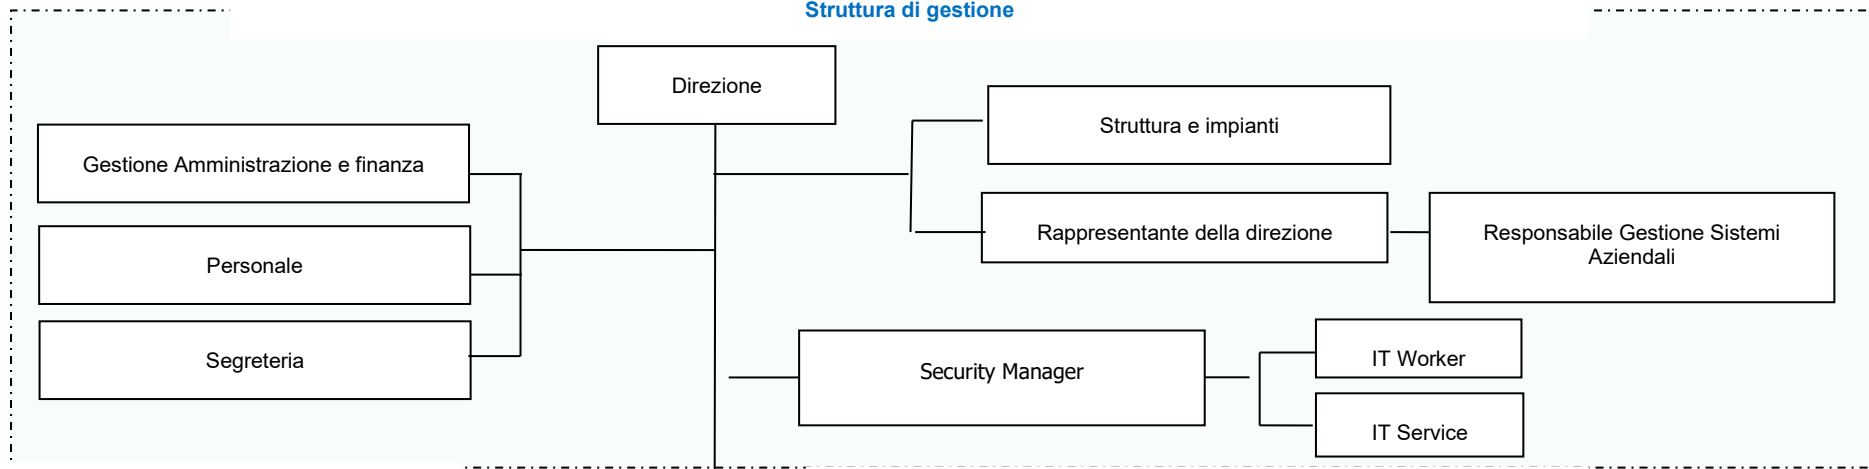 Struttura di gestione
Direzione
Struttura e impianti
Gestione Amministrazione e finanza
Rappresentante della direzione
Responsabile Gestione Sistemi
Aziendali
Personale
Segreteria
Security Manager
IT Worker
IT Service